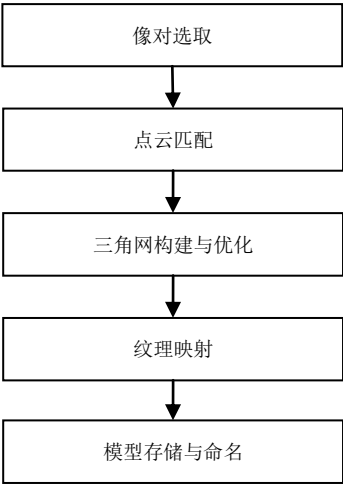 像对选取
点云匹配
三角网构建与优化
纹理映射
模型存储与命名